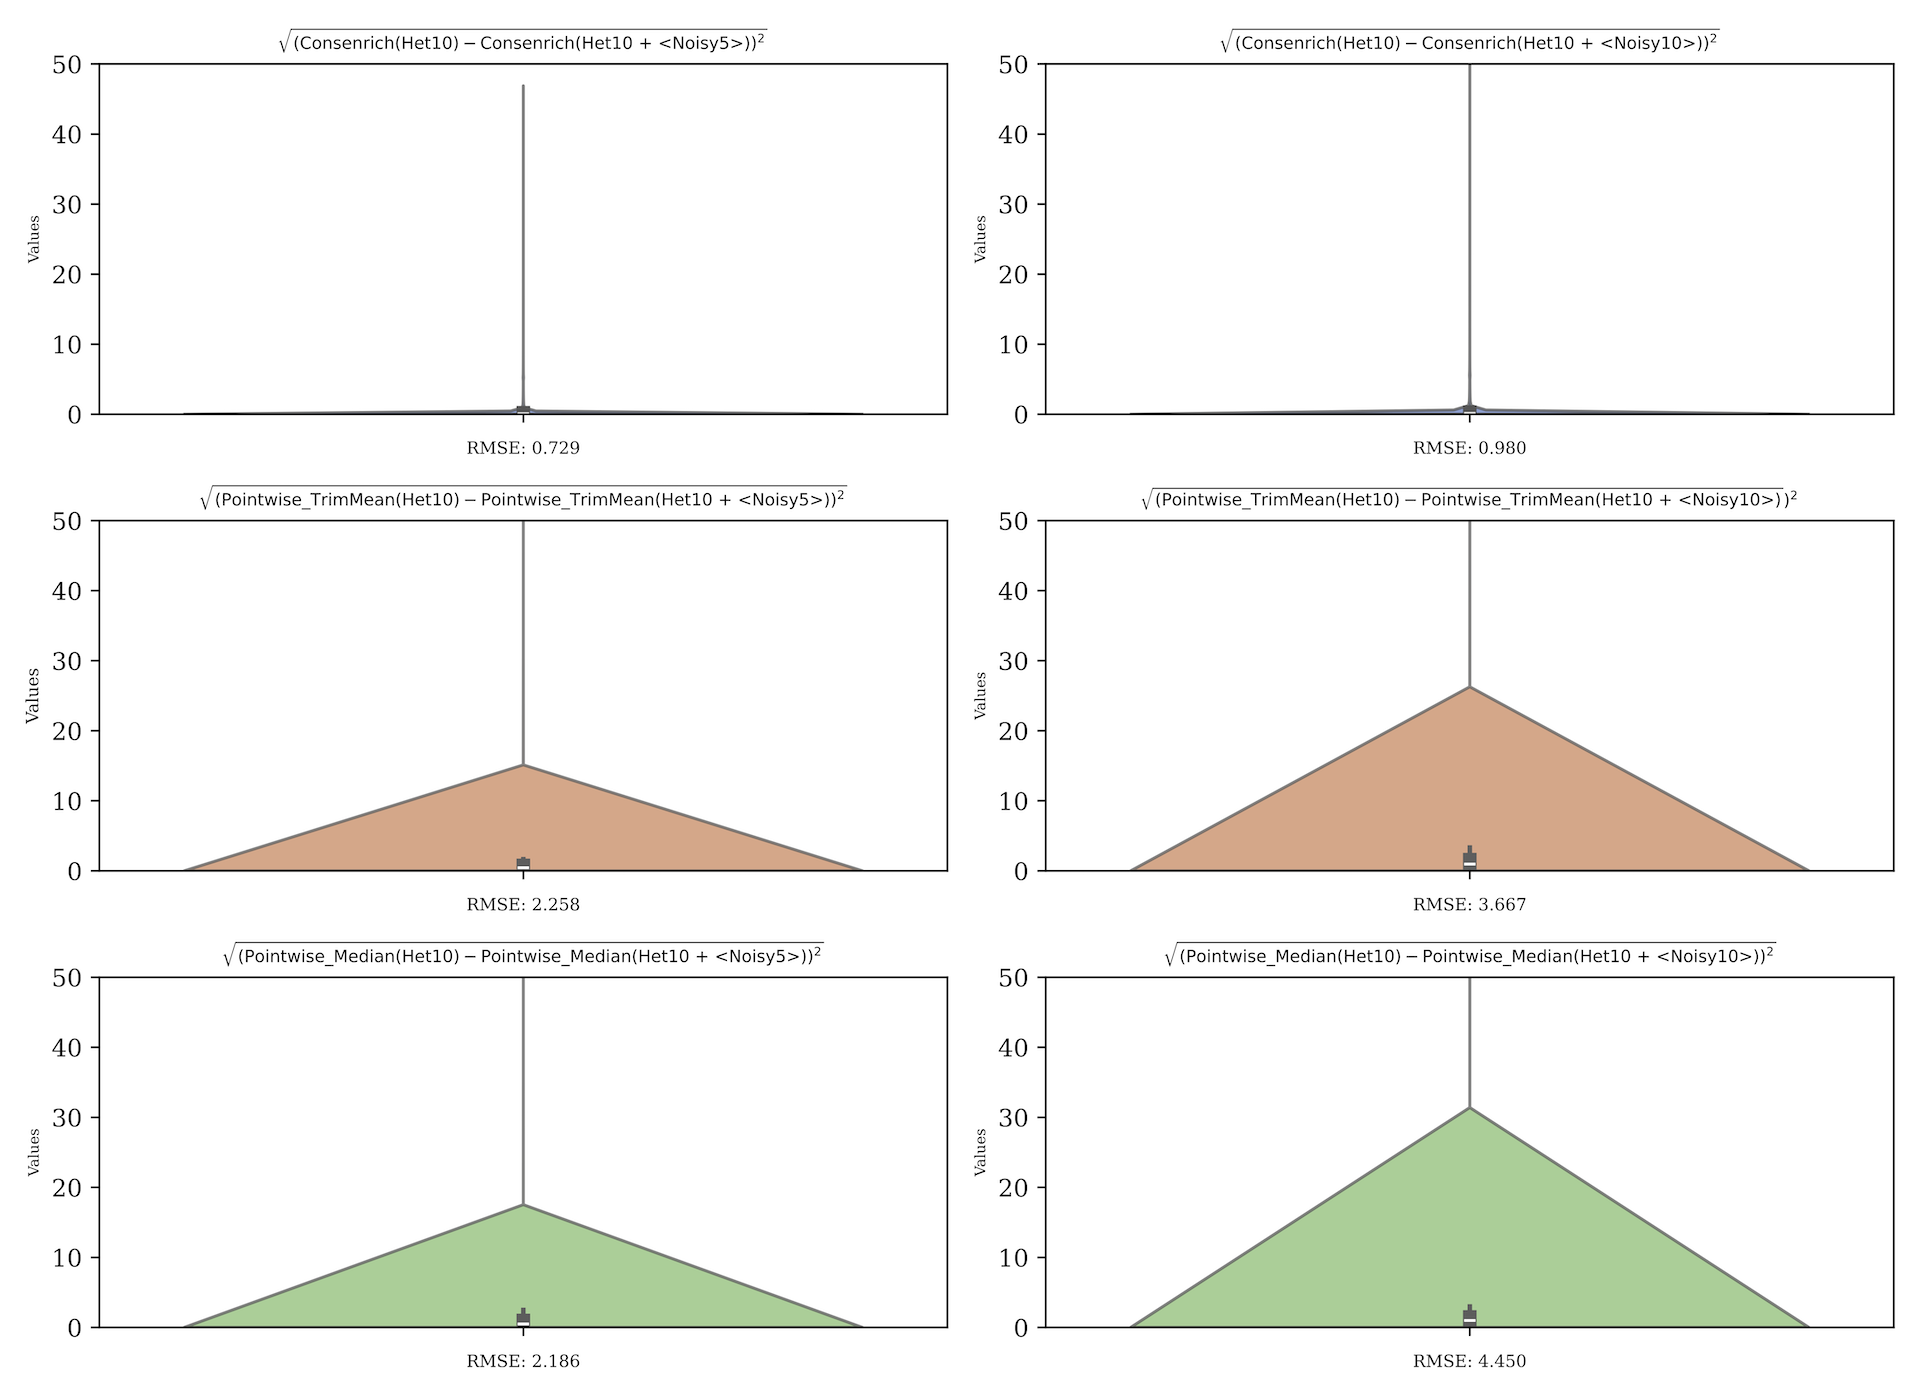 √(Consenrich(Het10) − Consenrich(Het10 + <Noisy5>))²
50
40
30
20
10
0
Values
RMSE: 0.729
√(Consenrich(Het10) − Consenrich(Het10 + <Noisy10>))²
50
40
30
20
10
0
Values
RMSE: 0.980
√(Pointwise_TrimMean(Het10) − Pointwise_TrimMean(Het10 + <Noisy5>))²
50
40
30
20
10
0
Values
RMSE: 2.258
√(Pointwise_TrimMean(Het10) − Pointwise_TrimMean(Het10 + <Noisy10>))²
50
40
30
20
10
0
Values
RMSE: 3.667
√(Pointwise_Median(Het10) − Pointwise_Median(Het10 + <Noisy5>))²
50
40
30
20
10
0
Values
RMSE: 2.186
√(Pointwise_Median(Het10) − Pointwise_Median(Het10 + <Noisy10>))²
50
40
30
20
10
0
Values
RMSE: 4.450